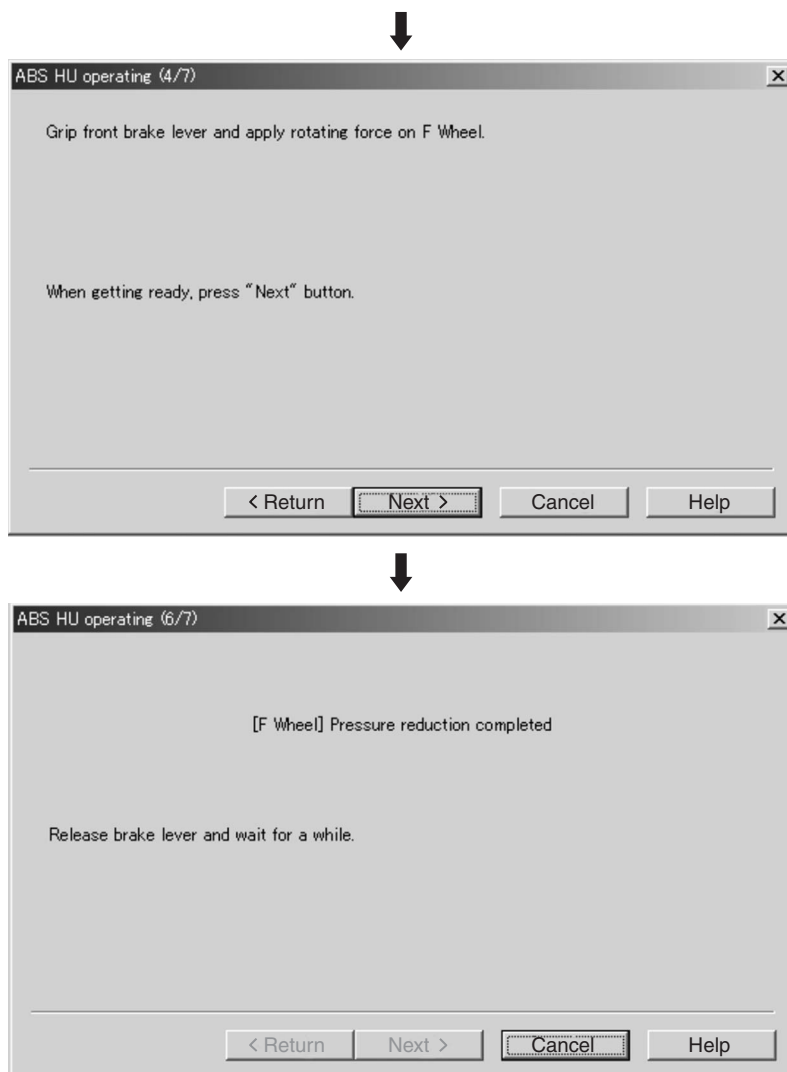 ABS HU operating (4/7)
Grip front brake lever and apply rotating force on F Wheel.
When getting ready, press "Next" button.
< Return Next > Cancel Help
ABS HU operating (6/7)
[F Wheel] Pressure reduction completed
Release brake lever and wait for a while.
< Return Next > Cancel Help